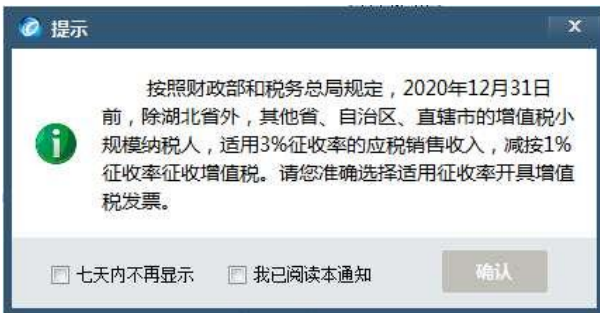 提示
按照财政部和税务总局规定，2020年12月31日
前，除湖北省外，其他省、自治区、直辖市的增值税小
规模纳税人，适用3%征收率的应税销售收入，减按1%
征收率征收增值税。请您准确选择适用征收率开具增值
税发票。
七天内不再显示 我已阅读本通知 确认